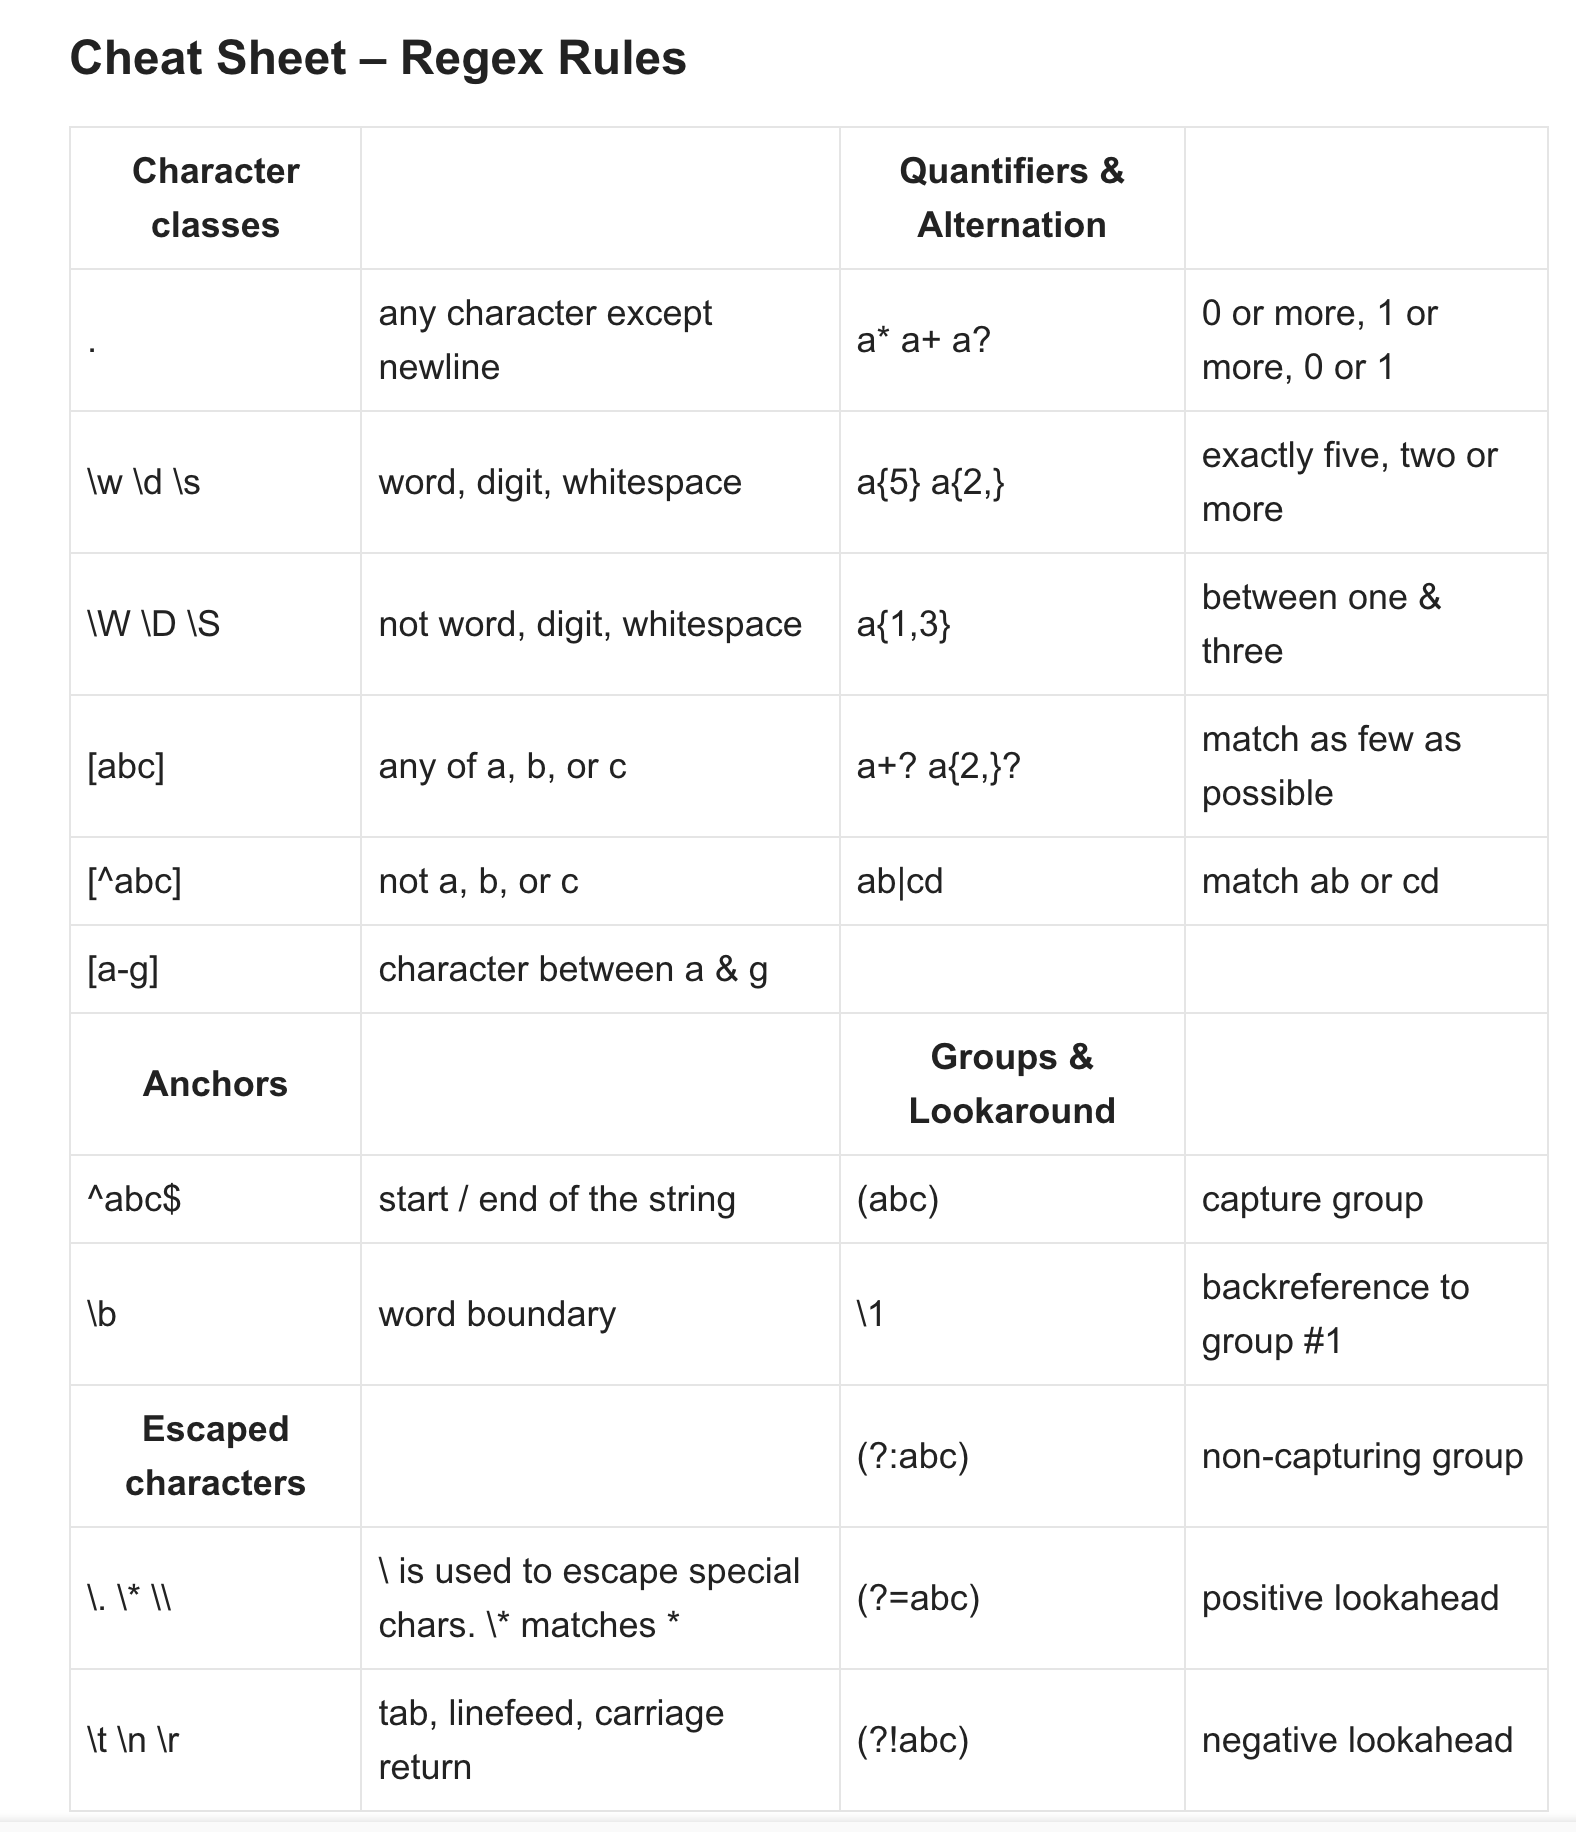 Cheat Sheet – Regex Rules
Character
classes
Quantifiers &
Alternation
.
any character except
newline
a* a+ a?
0 or more, 1 or
more, 0 or 1
\w \d \s
word, digit, whitespace
a{5} a{2,}
exactly five, two or
more
\W \D \S
not word, digit, whitespace
a{1,3}
between one &
three
[abc]
any of a, b, or c
a+? a{2,}?
match as few as
possible
[^abc]
not a, b, or c
ab|cd
match ab or cd
[a-g]
character between a & g
Anchors
Groups &
Lookaround
^abc$
start / end of the string
(abc)
capture group
\b
word boundary
\1
backreference to
group #1
Escaped
characters
(?:abc)
non-capturing group
\. \* \\
\ is used to escape special
chars. \* matches *
(?=abc)
positive lookahead
\t \n \r
tab, linefeed, carriage
return
(?!abc)
negative lookahead